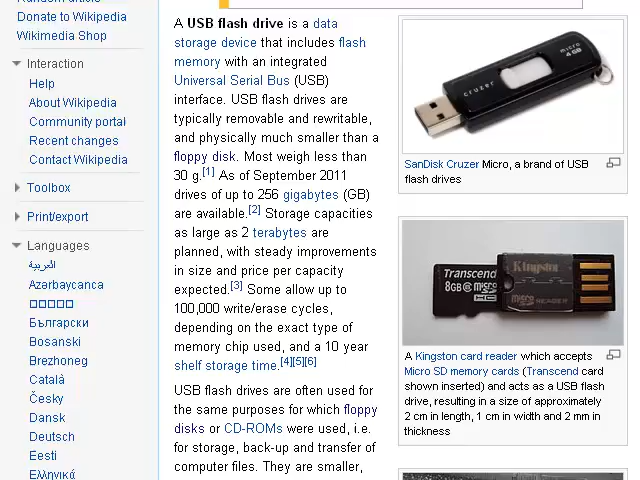 Donate to Wikipedia
Wikimedia Shop
Interaction
Help
About Wikipedia
Community portal
Recent changes
Contact Wikipedia
Toolbox
Print/export
Languages
العربية
Azərbaycanca
Български
Bosanski
Brezhoneg
Català
Česky
Dansk
Deutsch
Eesti
Ελληνικά
A USB flash drive is a data
storage device that includes flash
memory with an integrated
Universal Serial Bus (USB)
interface. USB flash drives are
typically removable and rewritable,
and physically much smaller than a
floppy disk. Most weigh less than
30 g.[1] As of September 2011
drives of up to 256 gigabytes (GB)
are available.[2] Storage capacities
as large as 2 terabytes are
planned, with steady improvements
in size and price per capacity
expected.[3] Some allow up to
100,000 write/erase cycles,
depending on the exact type of
memory chip used, and a 10 year
shelf storage time.[4][5][6]
USB flash drives are often used for
the same purposes for which floppy
disks or CD-ROMs were used, i.e.
for storage, back-up and transfer of
computer files. They are smaller,
cruzer
micro
4GB
SanDisk Cruzer Micro, a brand of USB
flash drives
Transcend
8GB
micro
HC
Kingston
micro READER
A Kingston card reader which accepts
Micro SD memory cards (Transcend card
shown inserted) and acts as a USB flash
drive, resulting in a size of approximately
2 cm in length, 1 cm in width and 2 mm in
thickness